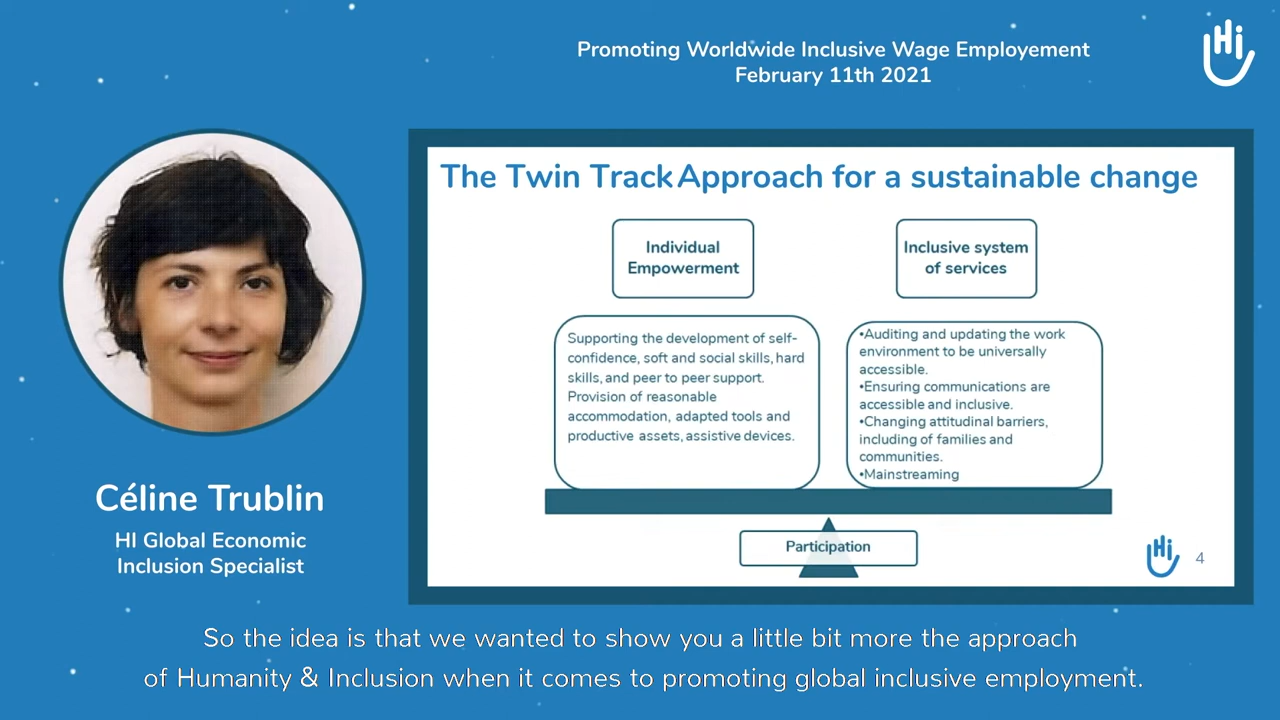 Promoting Worldwide Inclusive Wage Employement
February 11th 2021
Hi
The Twin Track Approach for a sustainable change
Individual
Empowerment
Inclusive system
of services
Supporting the development of self-
confidence, soft and social skills, hard
skills, and peer to peer support.
Provision of reasonable
accommodation, adapted tools and
productive assets, assistive devices.
•Auditing and updating the work
environment to be universally
accessible.
•Ensuring communications are
accessible and inclusive.
•Changing attitudinal barriers,
including of families and
communities.
•Mainstreaming
Participation
Hi
4
Céline Trublin
HI Global Economic
Inclusion Specialist
So the idea is that we wanted to show you a little bit more the approach
of Humanity & Inclusion when it comes to promoting global inclusive employment.